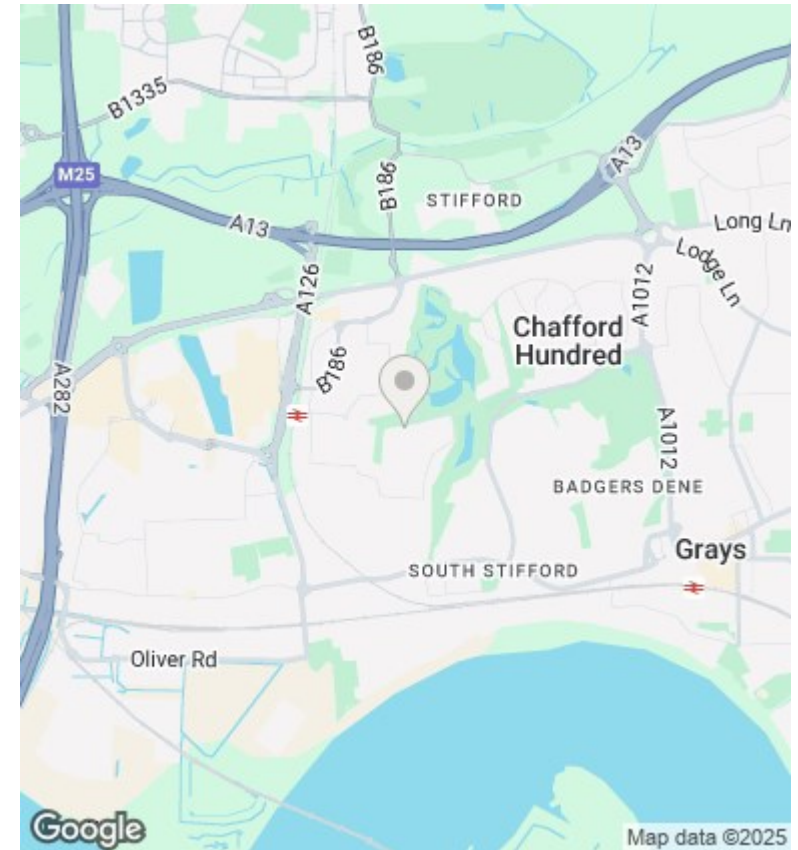 B186
B1335
M25
B186
STIFFORD
A13
A13
Long Ln
Lodge Ln
A126
A1012
Chafford
Hundred
B186
A282
A1012
BADGERS DENE
Grays
SOUTH STIFFORD
Oliver Rd
Google
Map data ©2025